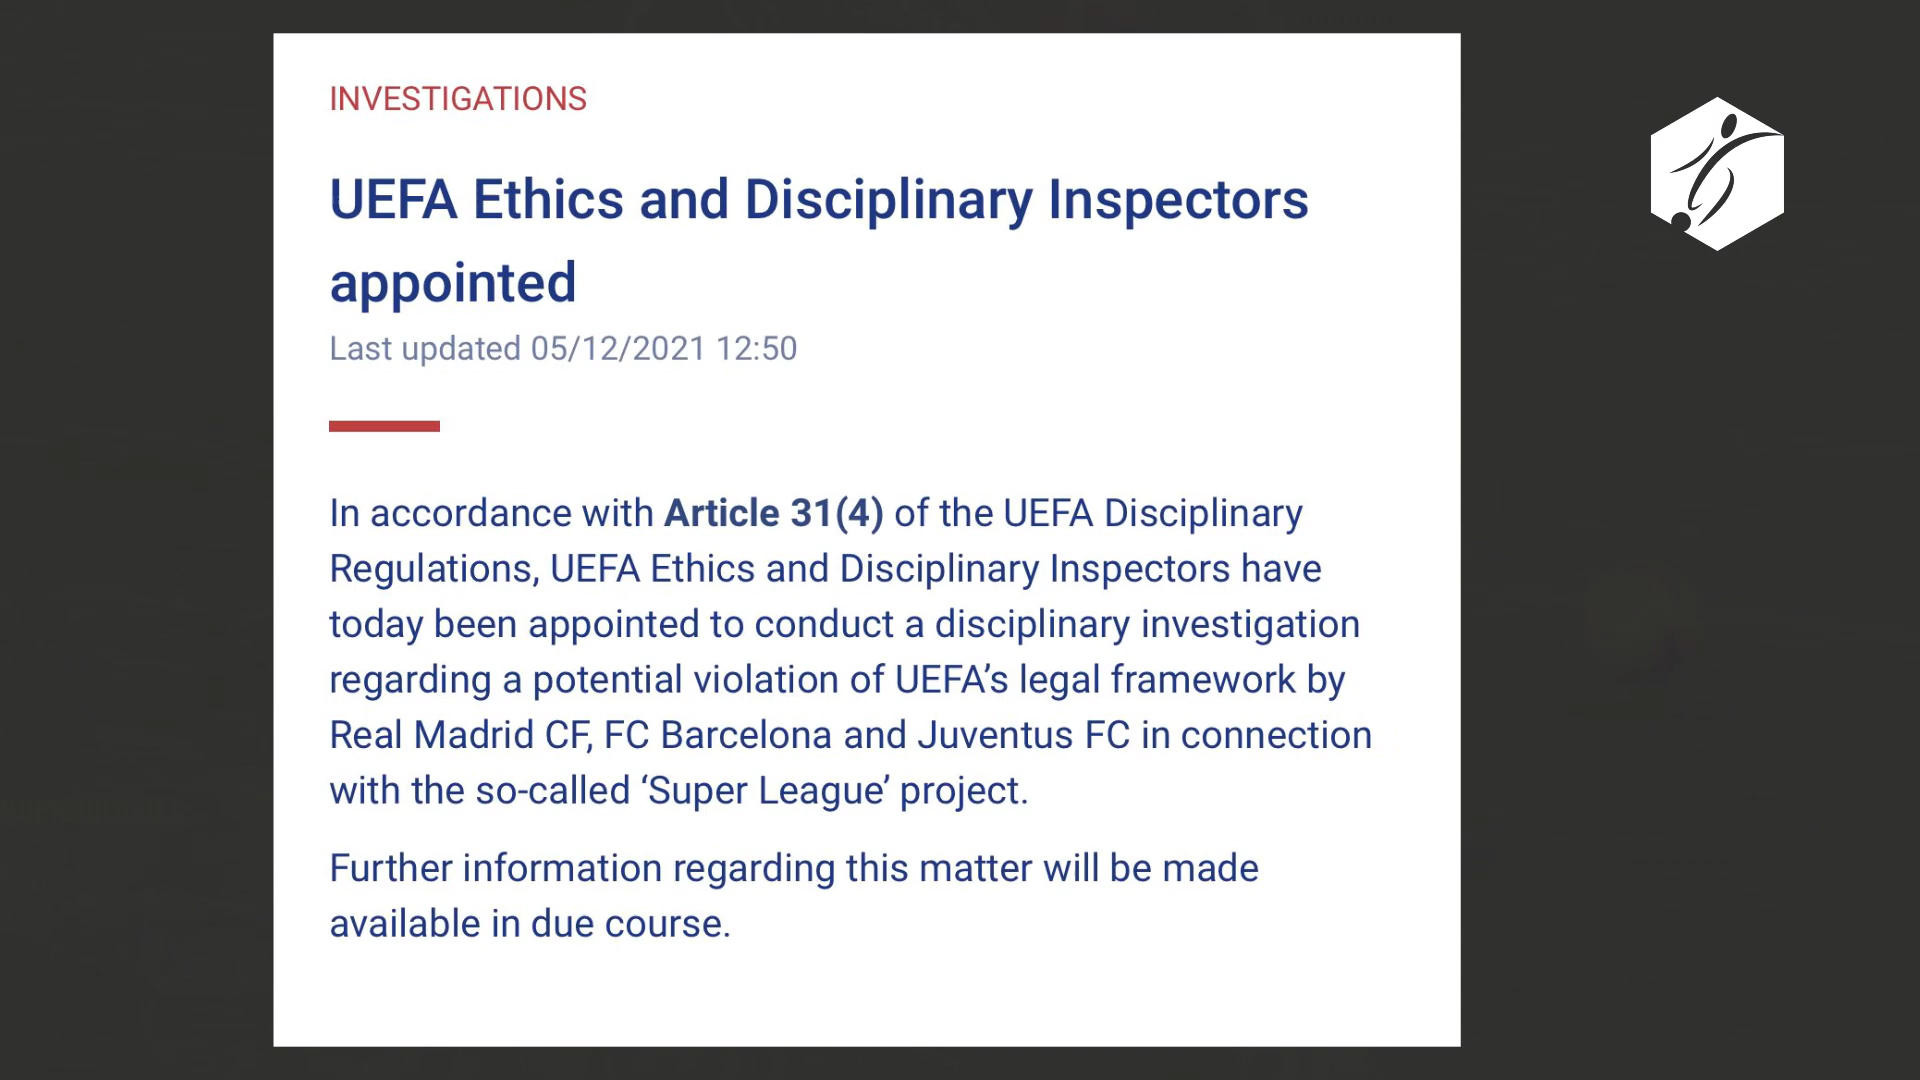 INVESTIGATIONS
UEFA Ethics and Disciplinary Inspectors
appointed
Last updated 05/12/2021 12:50
In accordance with Article 31(4) of the UEFA Disciplinary
Regulations, UEFA Ethics and Disciplinary Inspectors have
today been appointed to conduct a disciplinary investigation
regarding a potential violation of UEFA’s legal framework by
Real Madrid CF, FC Barcelona and Juventus FC in connection
with the so-called ‘Super League’ project.
Further information regarding this matter will be made
available in due course.